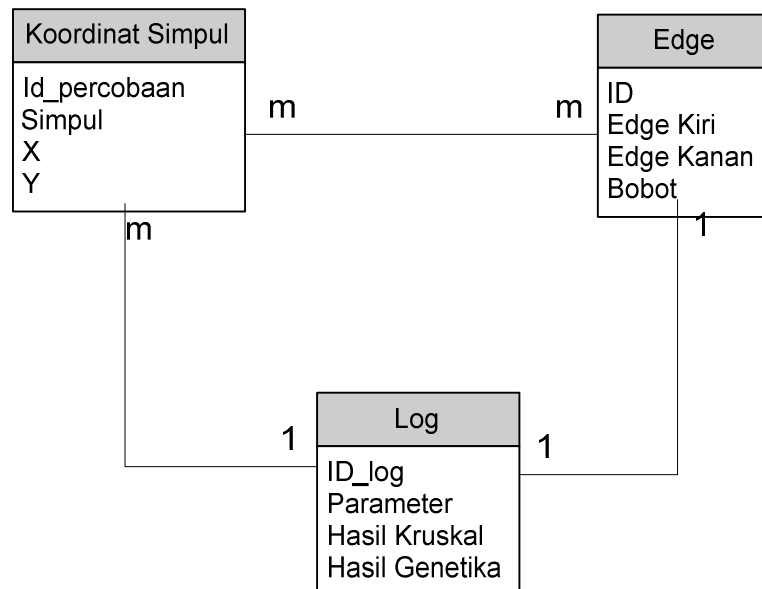 Koordinat Simpul
Id_percobaan
Simpul
X
Y
m
m
Edge
ID
Edge Kiri
Edge Kanan
Bobot
m
1
1
Log
ID_log
Parameter
Hasil Kruskal
Hasil Genetika
1